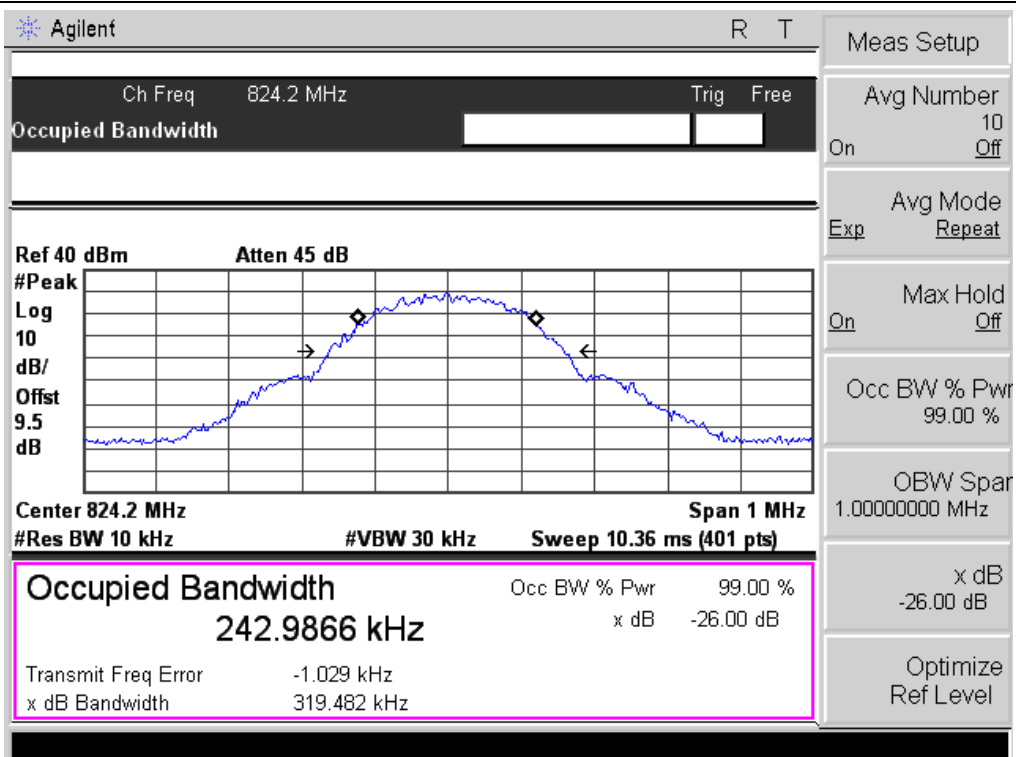 Agilent R T
Ch Freq 824.2 MHz Trig Free
Occupied Bandwidth
Ref 40 dBm Atten 45 dB
#Peak
Log
10
dB/
Offst
9.5
dB
Center 824.2 MHz Span 1 MHz
#Res BW 10 kHz #VBW 30 kHz Sweep 10.36 ms (401 pts)
Occupied Bandwidth
242.9866 kHz
Occ BW % Pwr 99.00 %
x dB -26.00 dB
Transmit Freq Error -1.029 kHz
x dB Bandwidth 319.482 kHz
Meas Setup
Avg Number
10
On Off
Avg Mode
Exp Repeat
Max Hold
On Off
Occ BW % Pwr
99.00 %
OBW Span
1.00000000 MHz
x dB
-26.00 dB
Optimize
Ref Level